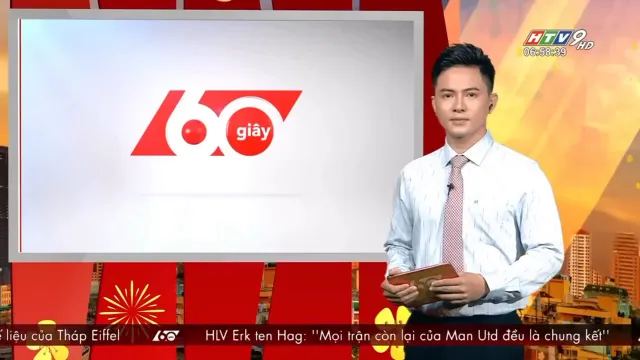 HTV9 HD
06:58:39
60 giây
ế liệu của Tháp Eiffel 60 HLV Erk ten Hag: ''Mọi trận còn lại của Man Utd đều là chung kết''